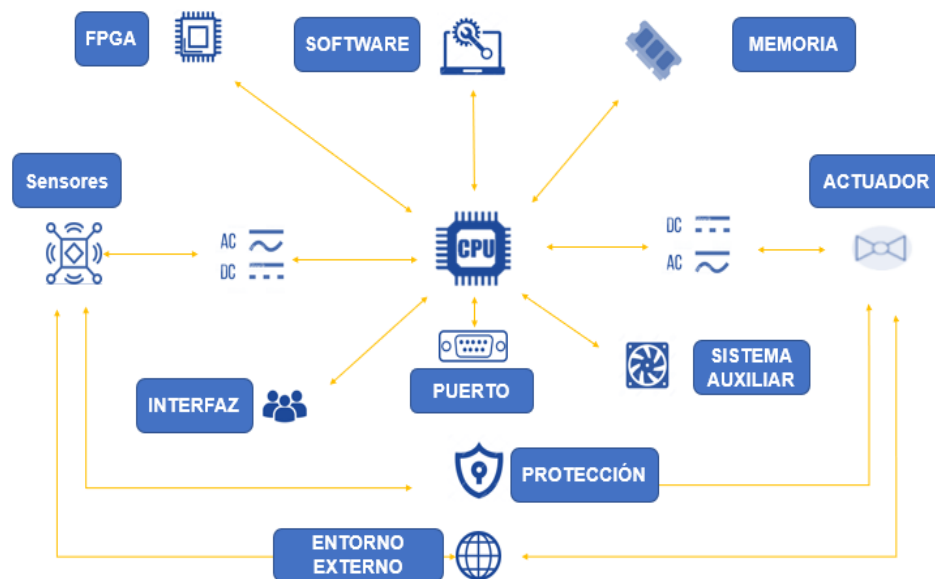 FPGA
SOFTWARE
MEMORIA
Sensores
ACTUADOR
AC
DC
CPU
DC
AC
INTERFAZ
PUERTO
SISTEMA
AUXILIAR
PROTECCIÓN
ENTORNO
EXTERNO